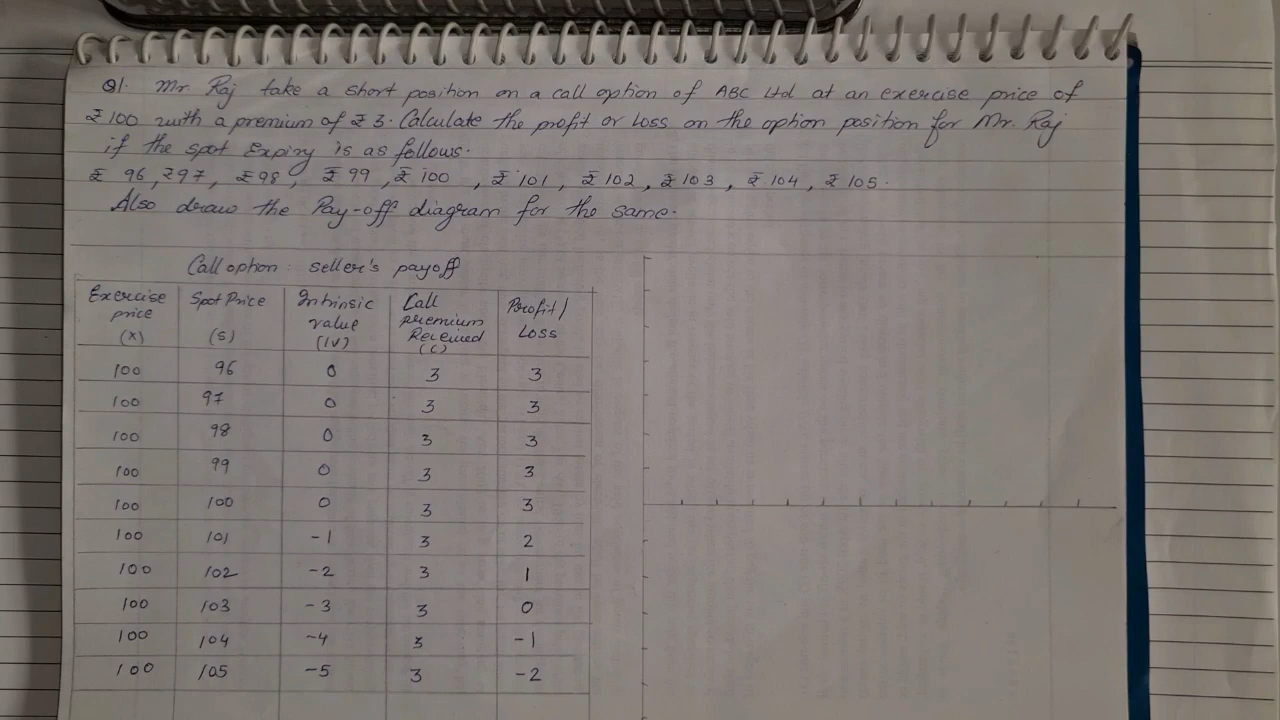 Q1. Mr. Raj take a short position on a call option of ABC Ltd at an exercise price of
₹100 with a premium of ₹3. Calculate the profit or Loss on the option position for Mr. Raj
if the spot Expiry is as follows.
₹ 96, ₹97, ₹98, ₹ 99, ₹ 100, ₹ 101, ₹ 102, ₹ 103, ₹ 104, ₹ 105.
Also draw the Pay-off diagram for the same.
Call option: seller's payoff
Exercise price (X) Spot Price (S) Intrinsic value (IV) Call premium Received (C) Profit/ Loss
100 96 0 3 3
100 97 0 3 3
100 98 0 3 3
100 99 0 3 3
100 100 0 3 3
100 101 -1 3 2
100 102 -2 3 1
100 103 -3 3 0
100 104 -4 3 -1
100 105 -5 3 -2